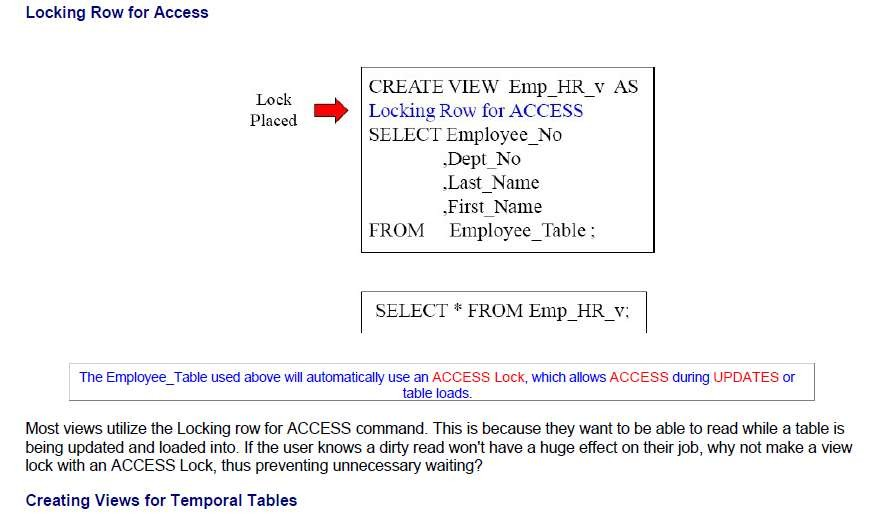 Locking Row for Access
Lock
Placed
CREATE VIEW Emp_HR_v AS
Locking Row for ACCESS
SELECT Employee_No
,Dept_No
,Last_Name
,First_Name
FROM Employee_Table ;
SELECT * FROM Emp_HR_v;
The Employee_Table used above will automatically use an ACCESS Lock, which allows ACCESS during UPDATES or
table loads.
Most views utilize the Locking row for ACCESS command. This is because they want to be able to read while a table is
being updated and loaded into. If the user knows a dirty read won't have a huge effect on their job, why not make a view
lock with an ACCESS Lock, thus preventing unnecessary waiting?
Creating Views for Temporal Tables